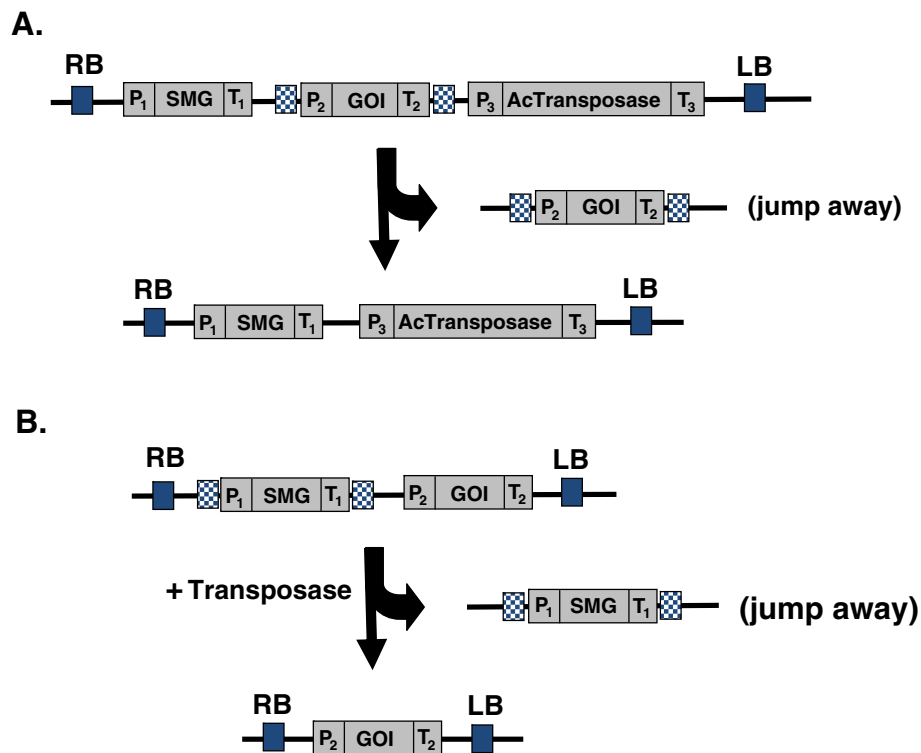 A.
RB LB
P1 SMG T1 P2 GOI T2 P3 AcTransposase T3
P2 GOI T2 (jump away)
RB LB
P1 SMG T1 P3 AcTransposase T3
B.
RB LB
P1 SMG T1 P2 GOI T2
+ Transposase
P1 SMG T1 (jump away)
RB LB
P2 GOI T2